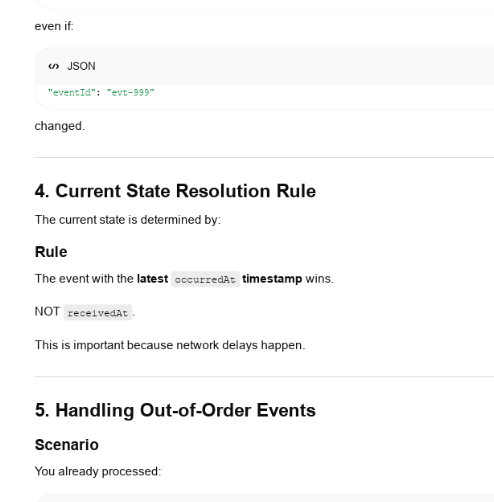 even if:
JSON
"eventId": "evt-999"
changed.
4. Current State Resolution Rule
The current state is determined by:
Rule
The event with the latest occurredAt timestamp wins.
NOT receivedAt.
This is important because network delays happen.
5. Handling Out-of-Order Events
Scenario
You already processed: